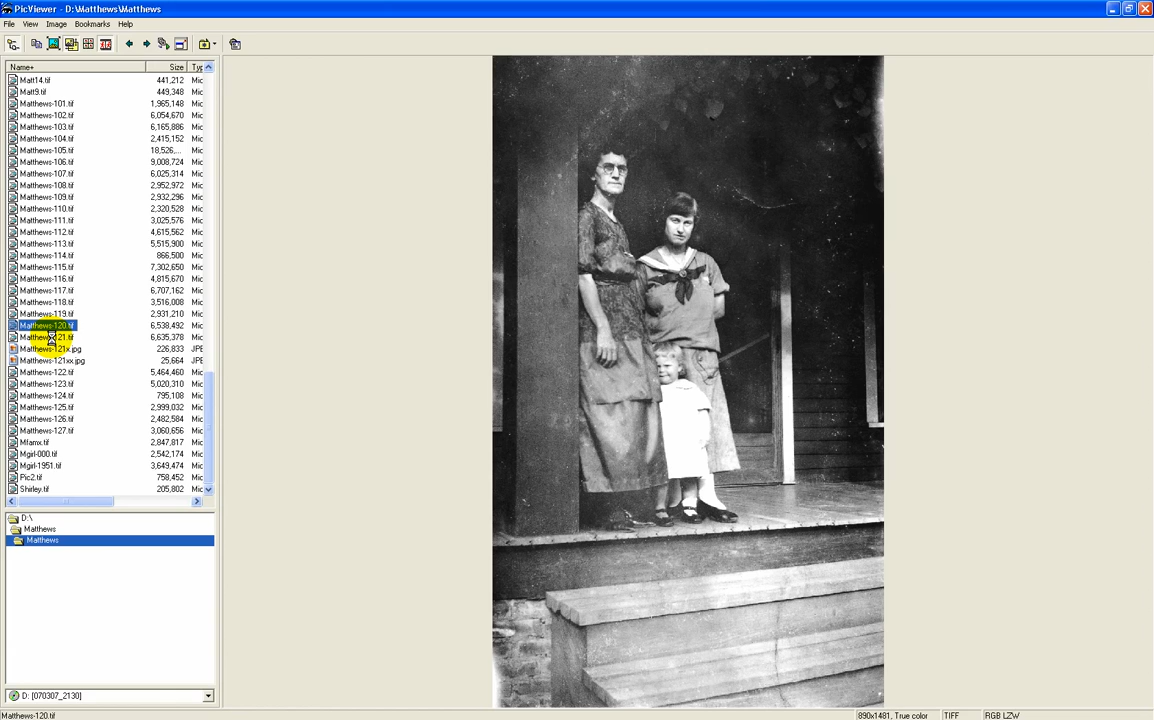 PicViewer - D:\Matthews\Matthews
File View Image Bookmarks Help
Name+ Size Typ
Matt14.tif 441,212 Mic
Matt9.tif 449,348 Mic
Matthews-101.tif 1,965,148 Mic
Matthews-102.tif 6,054,670 Mic
Matthews-103.tif 6,165,886 Mic
Matthews-104.tif 2,415,152 Mic
Matthews-105.tif 18,526,... Mic
Matthews-106.tif 9,008,724 Mic
Matthews-107.tif 6,025,314 Mic
Matthews-108.tif 2,952,972 Mic
Matthews-109.tif 2,932,296 Mic
Matthews-110.tif 2,320,528 Mic
Matthews-111.tif 3,025,576 Mic
Matthews-112.tif 4,615,562 Mic
Matthews-113.tif 5,515,900 Mic
Matthews-114.tif 866,500 Mic
Matthews-115.tif 7,302,650 Mic
Matthews-116.tif 4,815,670 Mic
Matthews-117.tif 6,707,162 Mic
Matthews-118.tif 3,516,008 Mic
Matthews-119.tif 2,931,210 Mic
Matthews-120.tif 6,538,492 Mic
Matthews-121.tif 6,635,378 Mic
Matthews-121x.jpg 226,833 JPE
Matthews-121xx.jpg 25,664 JPE
Matthews-122.tif 5,464,460 Mic
Matthews-123.tif 5,020,310 Mic
Matthews-124.tif 795,108 Mic
Matthews-125.tif 2,999,032 Mic
Matthews-126.tif 2,482,584 Mic
Matthews-127.tif 3,060,656 Mic
Mfamx.tif 2,847,817 Mic
Mgirl-000.tif 2,542,174 Mic
Mgirl-1951.tif 3,649,474 Mic
Pic2.tif 758,452 Mic
Shirley.tif 205,802 Mic
D:\
Matthews
Matthews
D: [070307_2130]
Matthews-120.tif 890x1481, True color TIFF RGB LZW